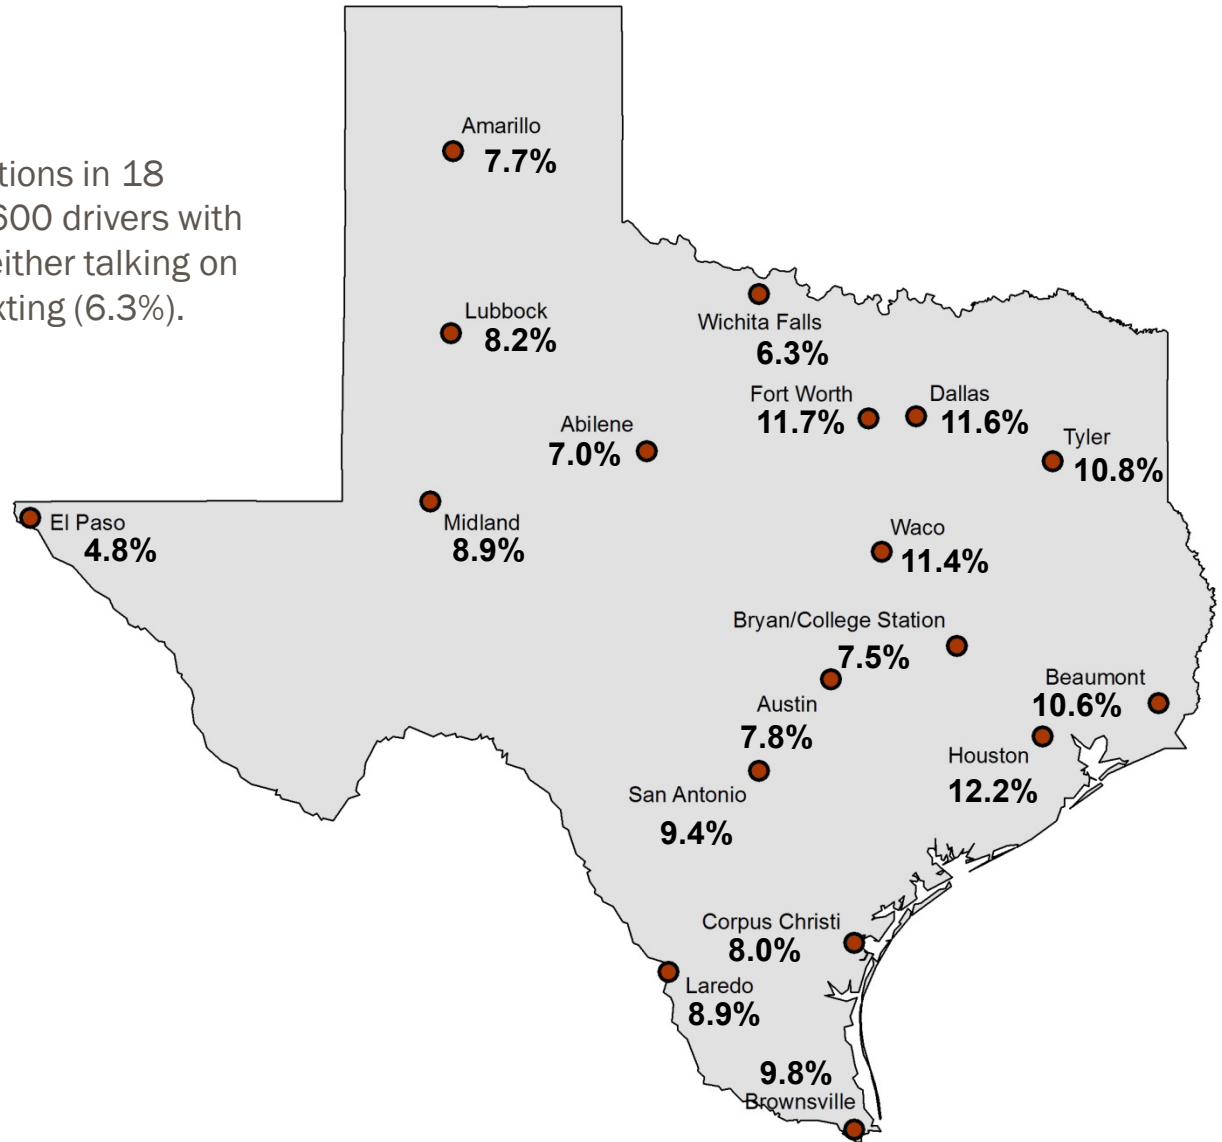 Amarillo
7.7%
tions in 18
600 drivers with
either talking on
xting (6.3%).
Lubbock
8.2%
Wichita Falls
6.3%
Fort Worth
11.7%
Dallas
11.6%
Abilene
7.0%
Tyler
10.8%
El Paso
4.8%
Midland
8.9%
Waco
11.4%
Bryan/College Station
7.5%
Beaumont
10.6%
Austin
7.8%
Houston
12.2%
San Antonio
9.4%
Corpus Christi
8.0%
Laredo
8.9%
9.8%
Brownsville